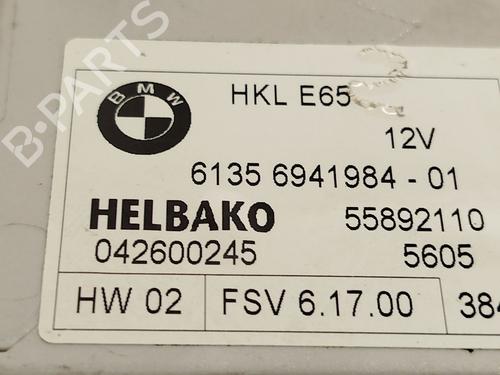 B-PARTS
BMW
HKL E65
12V
6135 6941984 - 01
HELBAKO 55892110
042600245 5605
HW 02 FSV 6.17.00 384